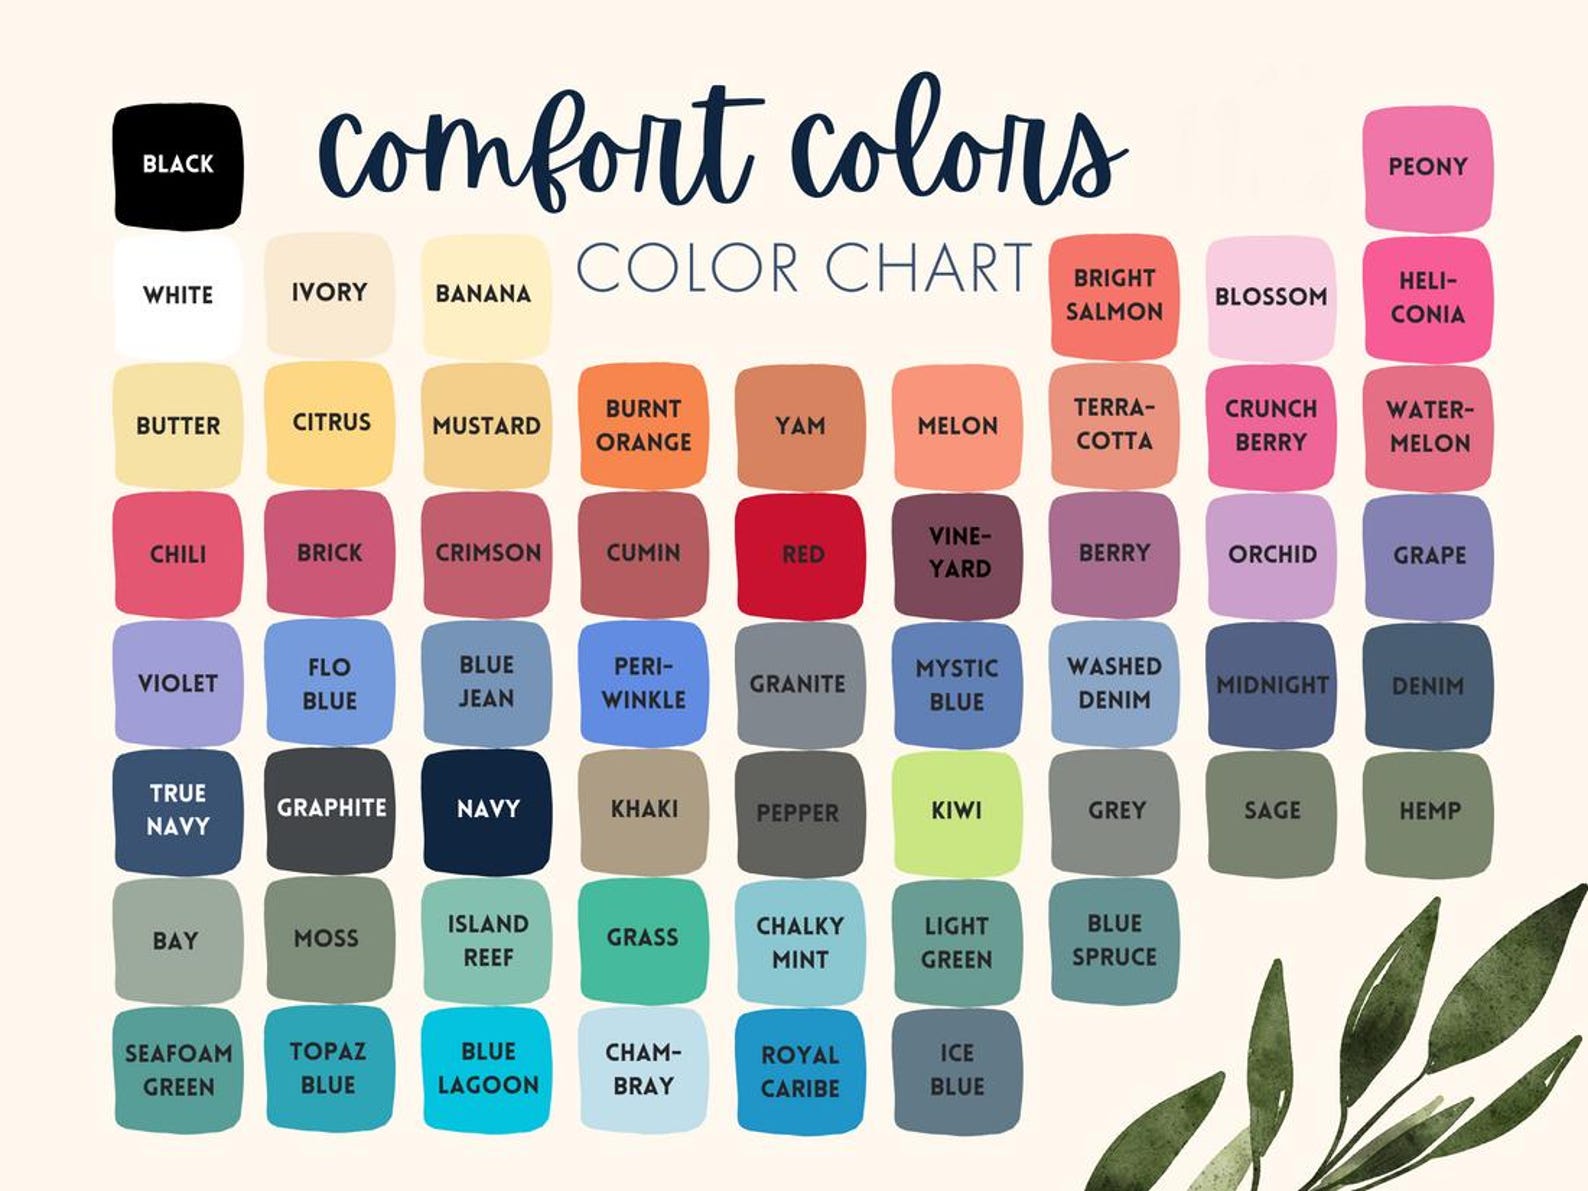 comfort colors
COLOR CHART
BLACK
PEONY
WHITE
IVORY
BANANA
BRIGHT
SALMON
BLOSSOM
HELI-
CONIA
BUTTER
CITRUS
MUSTARD
BURNT
ORANGE
YAM
MELON
TERRA-
COTTA
CRUNCH
BERRY
WATER-
MELON
CHILI
BRICK
CRIMSON
CUMIN
RED
VINE-
YARD
BERRY
ORCHID
GRAPE
VIOLET
FLO
BLUE
BLUE
JEAN
PERI-
WINKLE
GRANITE
MYSTIC
BLUE
WASHED
DENIM
MIDNIGHT
DENIM
TRUE
NAVY
GRAPHITE
NAVY
KHAKI
PEPPER
KIWI
GREY
SAGE
HEMP
BAY
MOSS
ISLAND
REEF
GRASS
CHALKY
MINT
LIGHT
GREEN
BLUE
SPRUCE
SEAFOAM
GREEN
TOPAZ
BLUE
BLUE
LAGOON
CHAM-
BRAY
ROYAL
CARIBE
ICE
BLUE